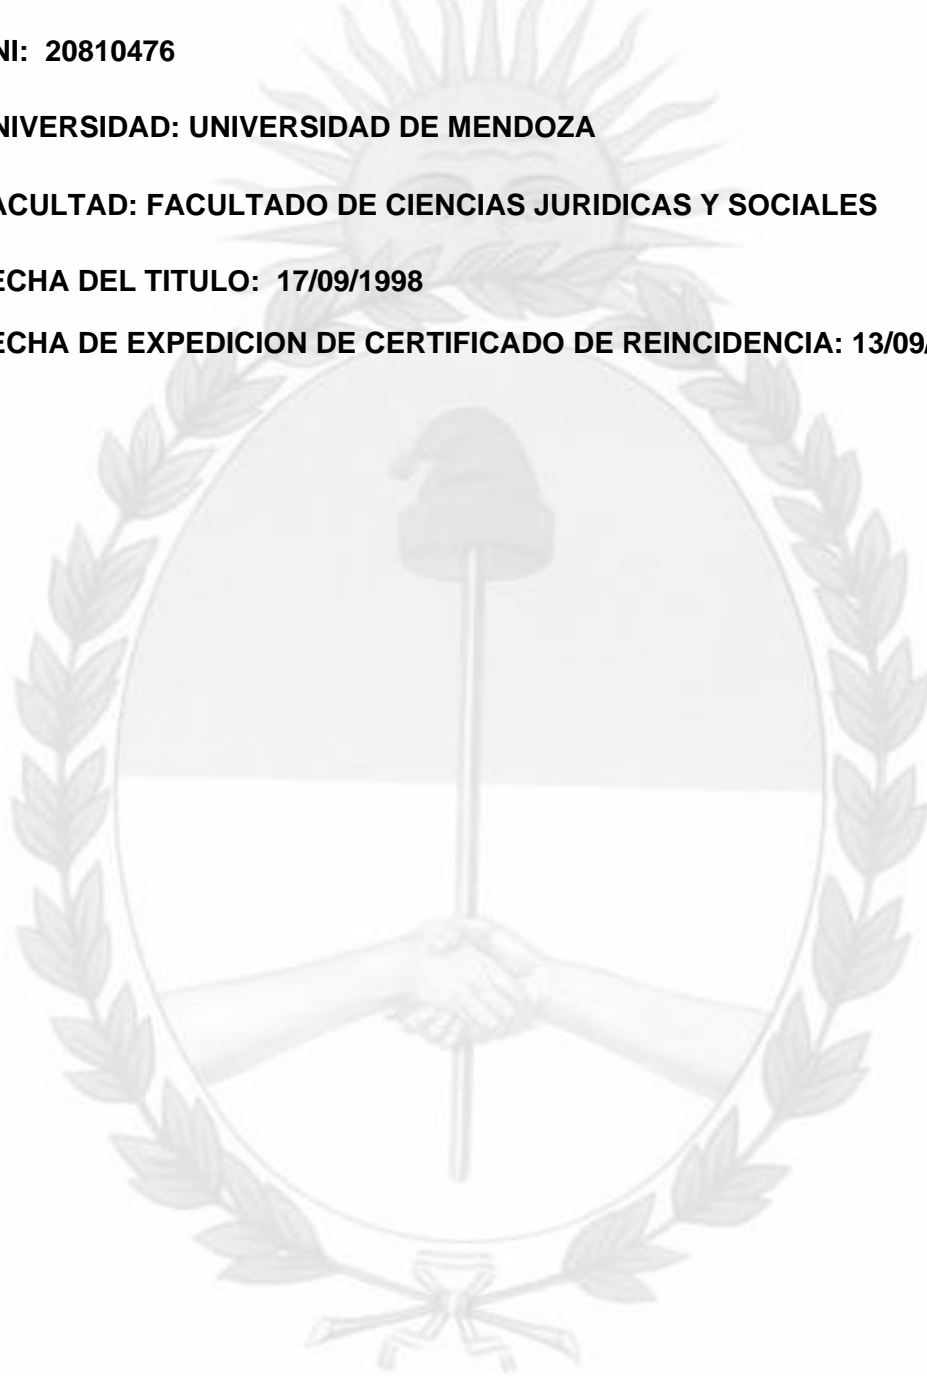 NI: 20810476
NIVERSIDAD: UNIVERSIDAD DE MENDOZA
ACULTAD: FACULTADO DE CIENCIAS JURIDICAS Y SOCIALES
ECHA DEL TITULO: 17/09/1998
ECHA DE EXPEDICION DE CERTIFICADO DE REINCIDENCIA: 13/09/